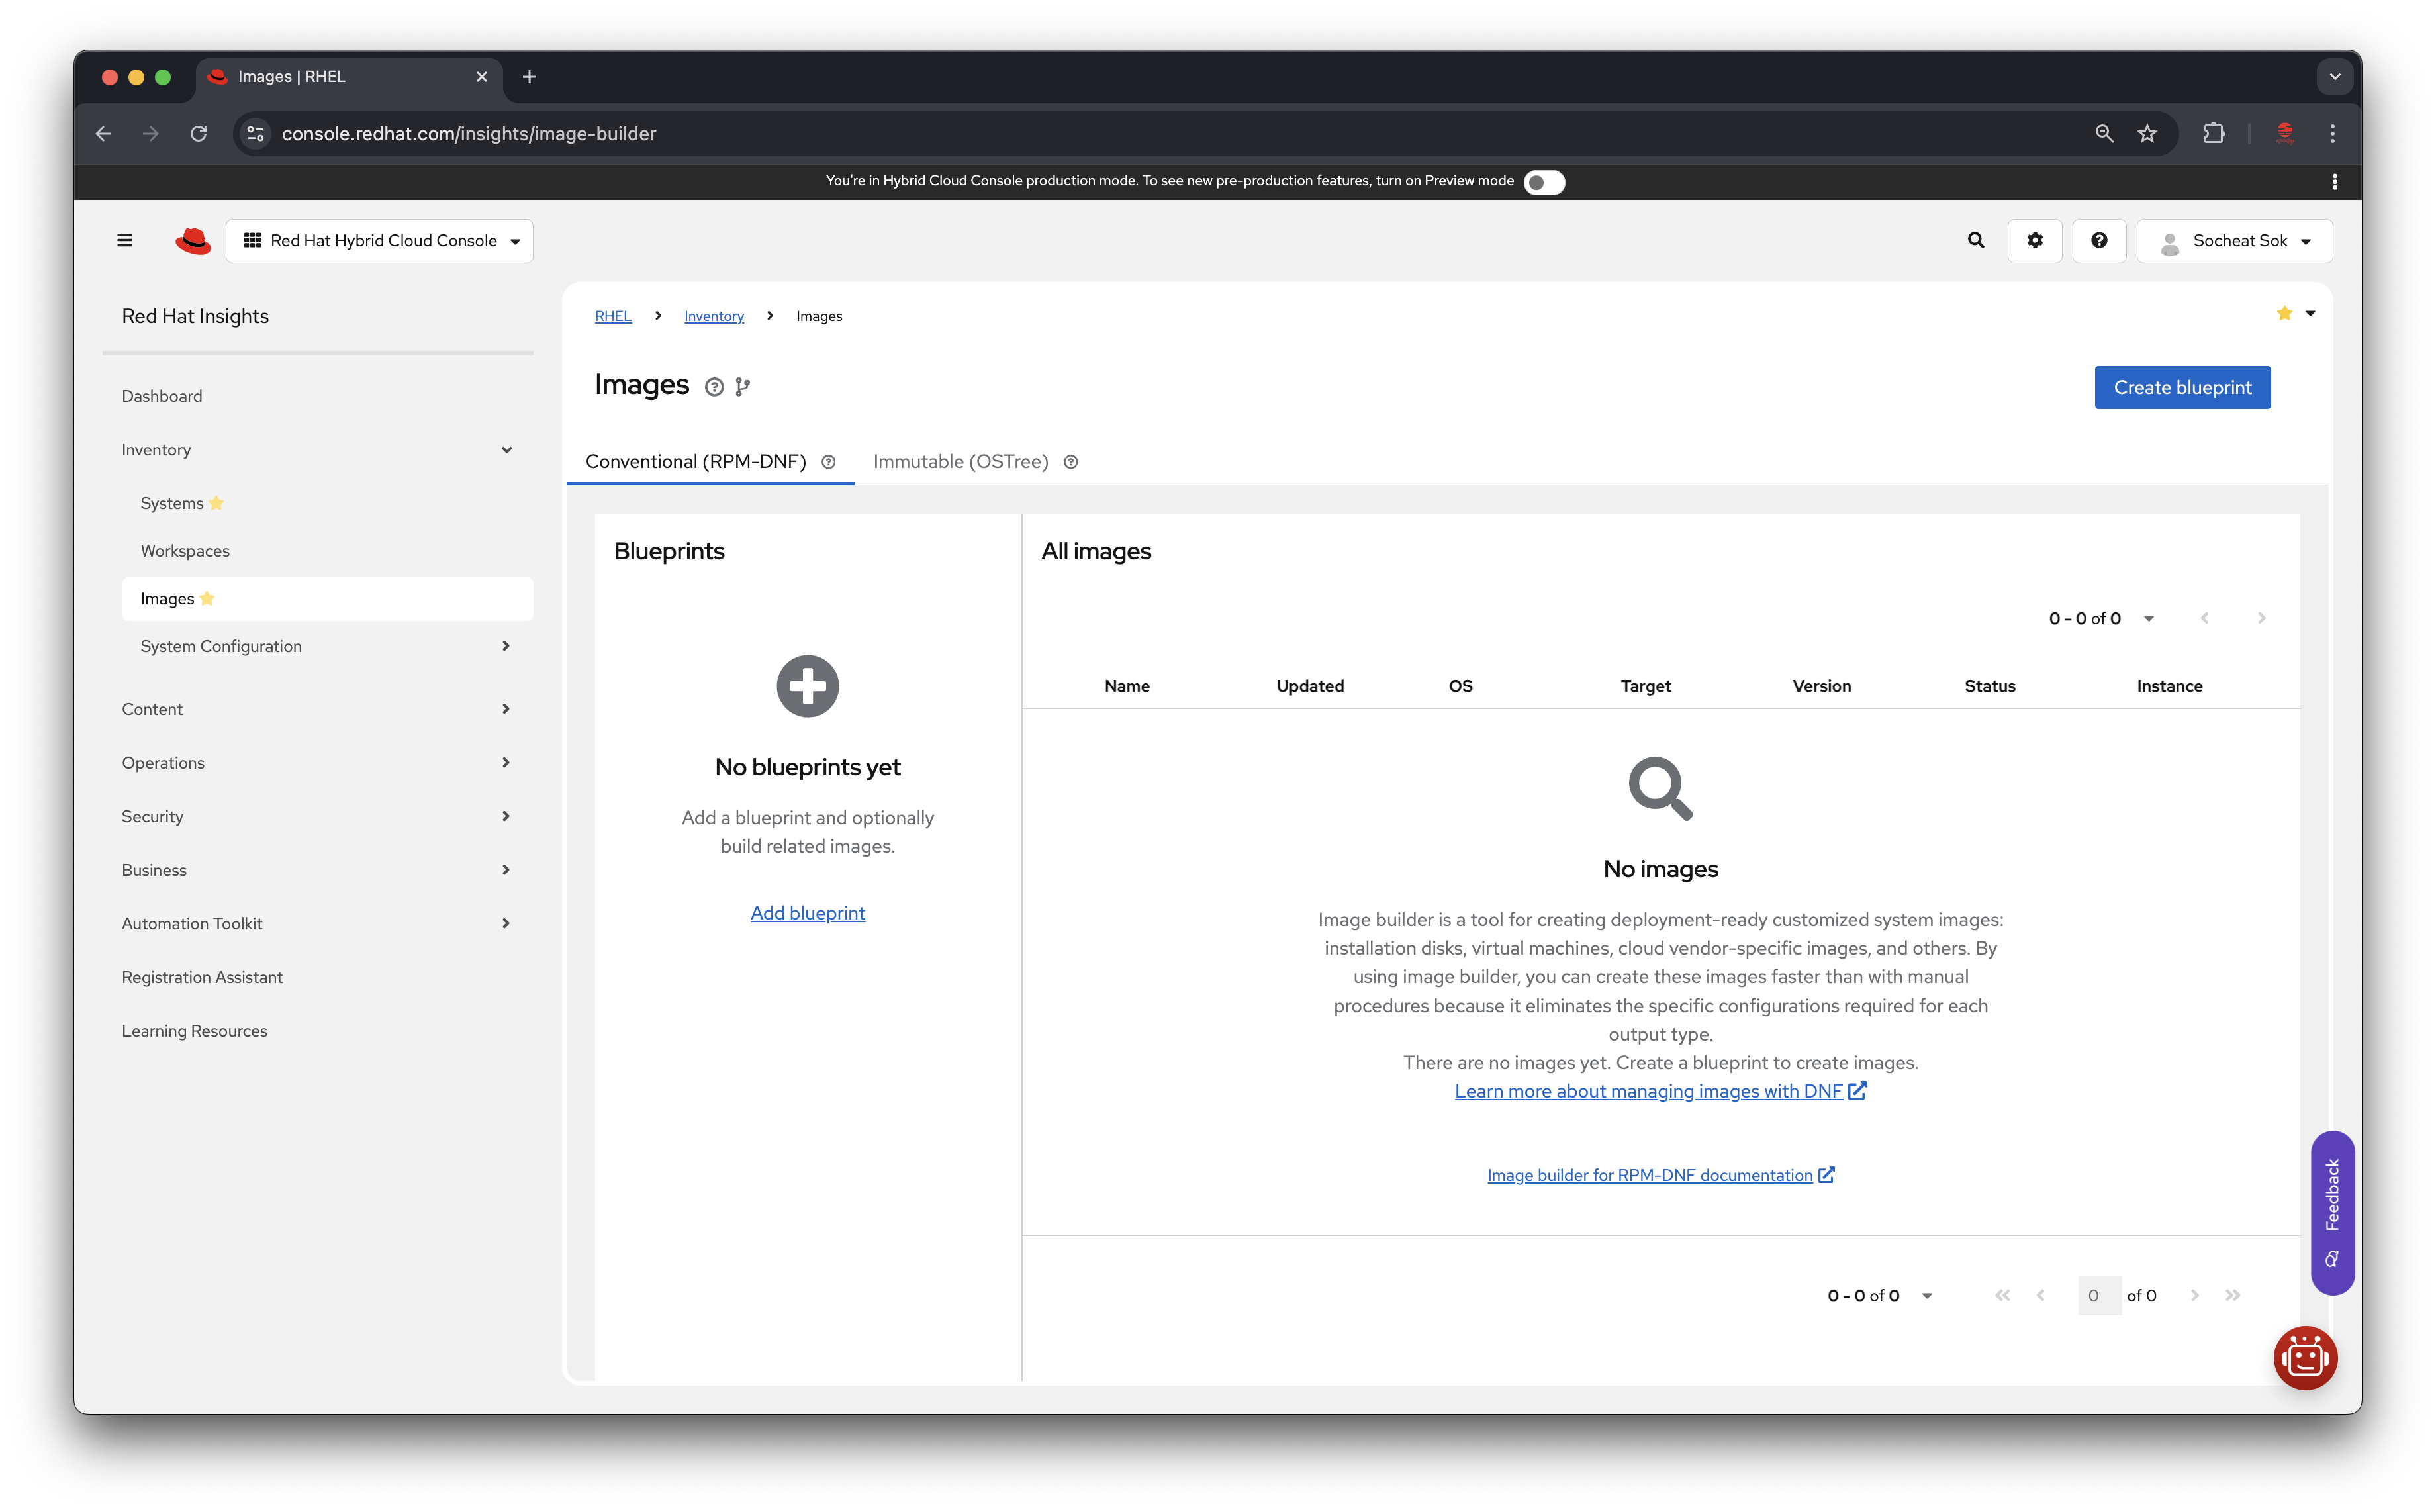 Images | RHEL
console.redhat.com/insights/image-builder
You're in Hybrid Cloud Console production mode. To see new pre-production features, turn on Preview mode
Red Hat Hybrid Cloud Console
Socheat Sok
Red Hat Insights
Dashboard
Inventory
Systems
Workspaces
Images
System Configuration
Content
Operations
Security
Business
Automation Toolkit
Registration Assistant
Learning Resources
RHEL > Inventory > Images
Images
Create blueprint
Conventional (RPM-DNF)
Immutable (OSTree)
Blueprints
No blueprints yet
Add a blueprint and optionally
build related images.
Add blueprint
All images
0 - 0 of 0
Name Updated OS Target Version Status Instance
No images
Image builder is a tool for creating deployment-ready customized system images:
installation disks, virtual machines, cloud vendor-specific images, and others. By
using image builder, you can create these images faster than with manual
procedures because it eliminates the specific configurations required for each
output type.
There are no images yet. Create a blueprint to create images.
Learn more about managing images with DNF
Image builder for RPM-DNF documentation
0 - 0 of 0
0 of 0
Feedback